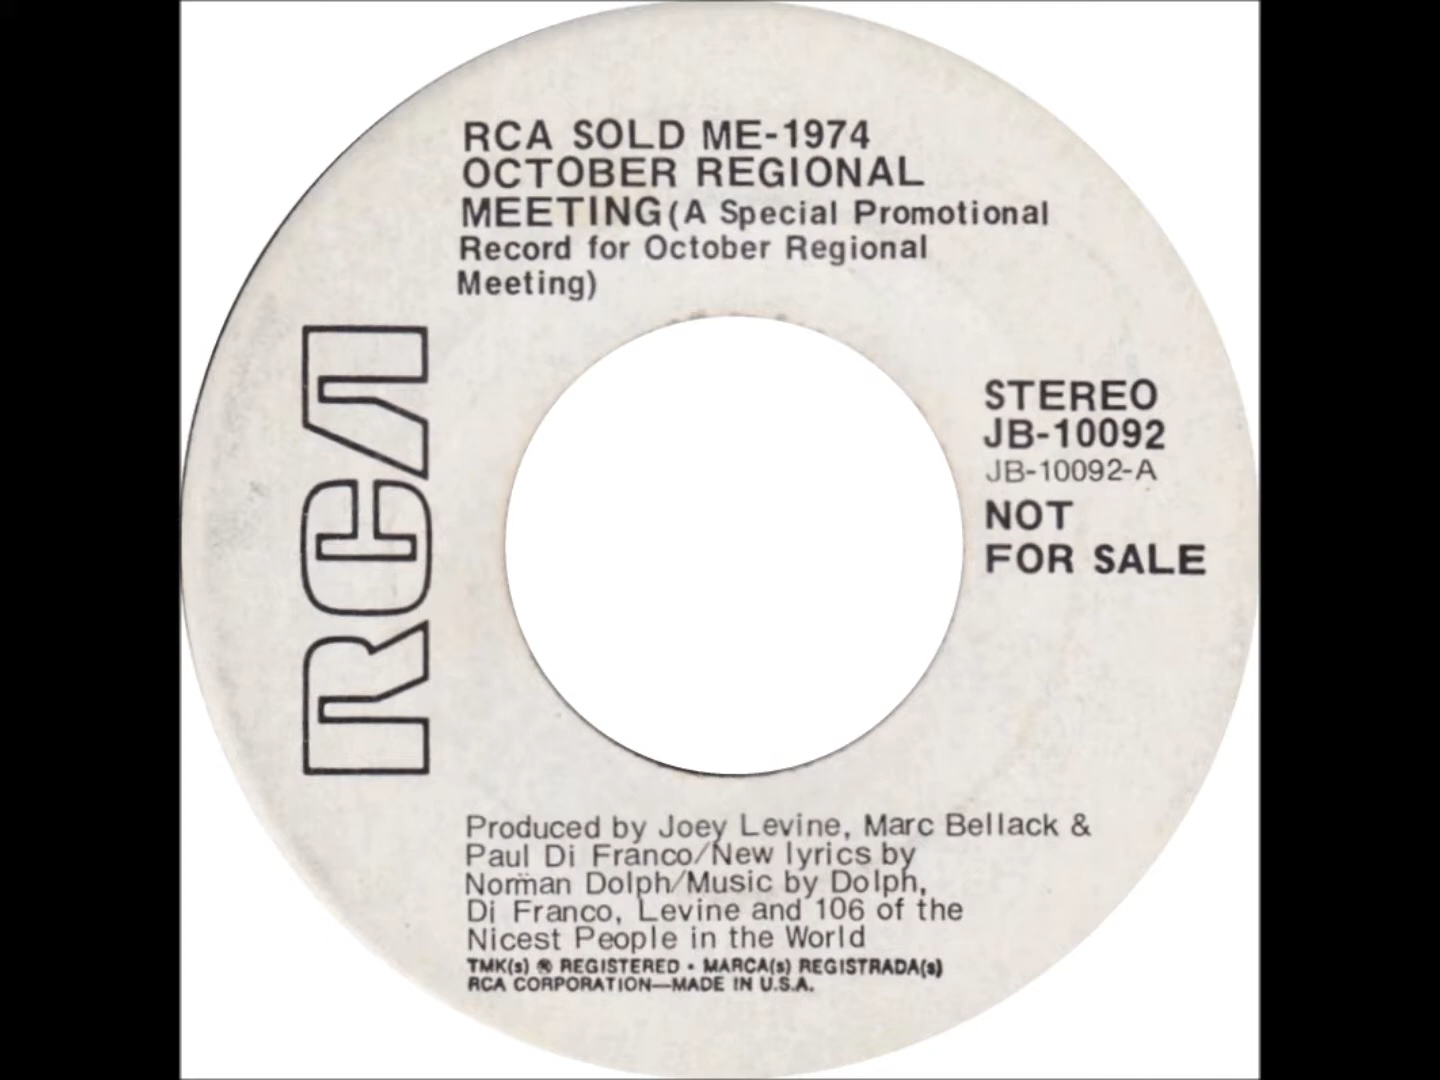 RCA SOLD ME-1974
OCTOBER REGIONAL
MEETING (A Special Promotional
Record for October Regional
Meeting)
RCA
STEREO
JB-10092
JB-10092-A
NOT
FOR SALE
Produced by Joey Levine, Marc Bellack &
Paul Di Franco/New lyrics by
Norman Dolph/Music by Dolph,
Di Franco, Levine and 106 of the
Nicest People in the World
TMK(s) ® REGISTERED • MARCA(s) REGISTRADA(s)
RCA CORPORATION—MADE IN U.S.A.